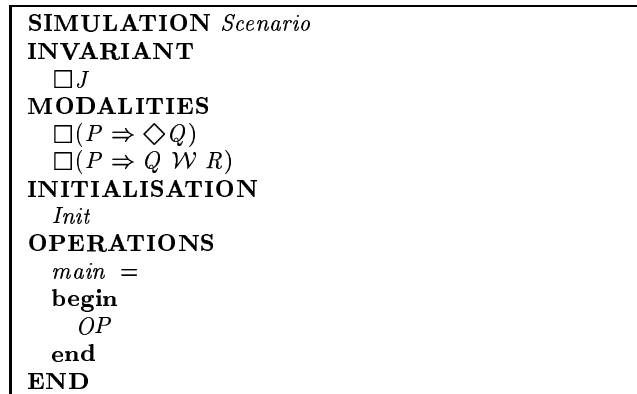 SIMULATION Scenario
INVARIANT
□J
MODALITIES
□(P ⇒ ◇Q)
□(P ⇒ Q 𝒲 R)
INITIALISATION
Init
OPERATIONS
main =
begin
OP
end
END